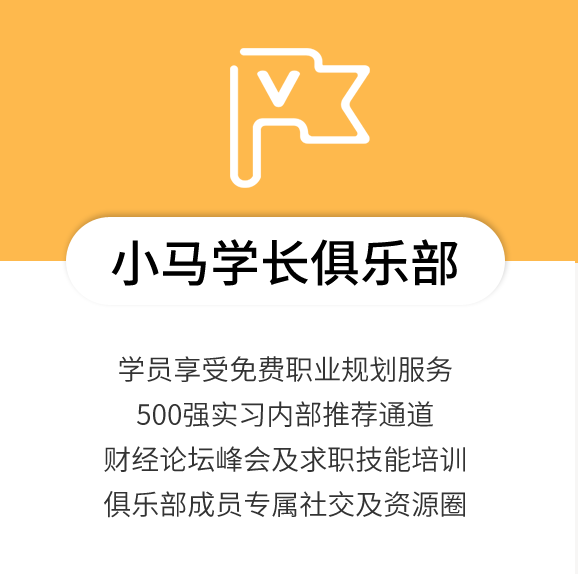 V
小马学长俱乐部
学员享受免费职业规划服务
500强实习内部推荐通道
财经论坛峰会及求职技能培训
俱乐部成员专属社交及资源圈